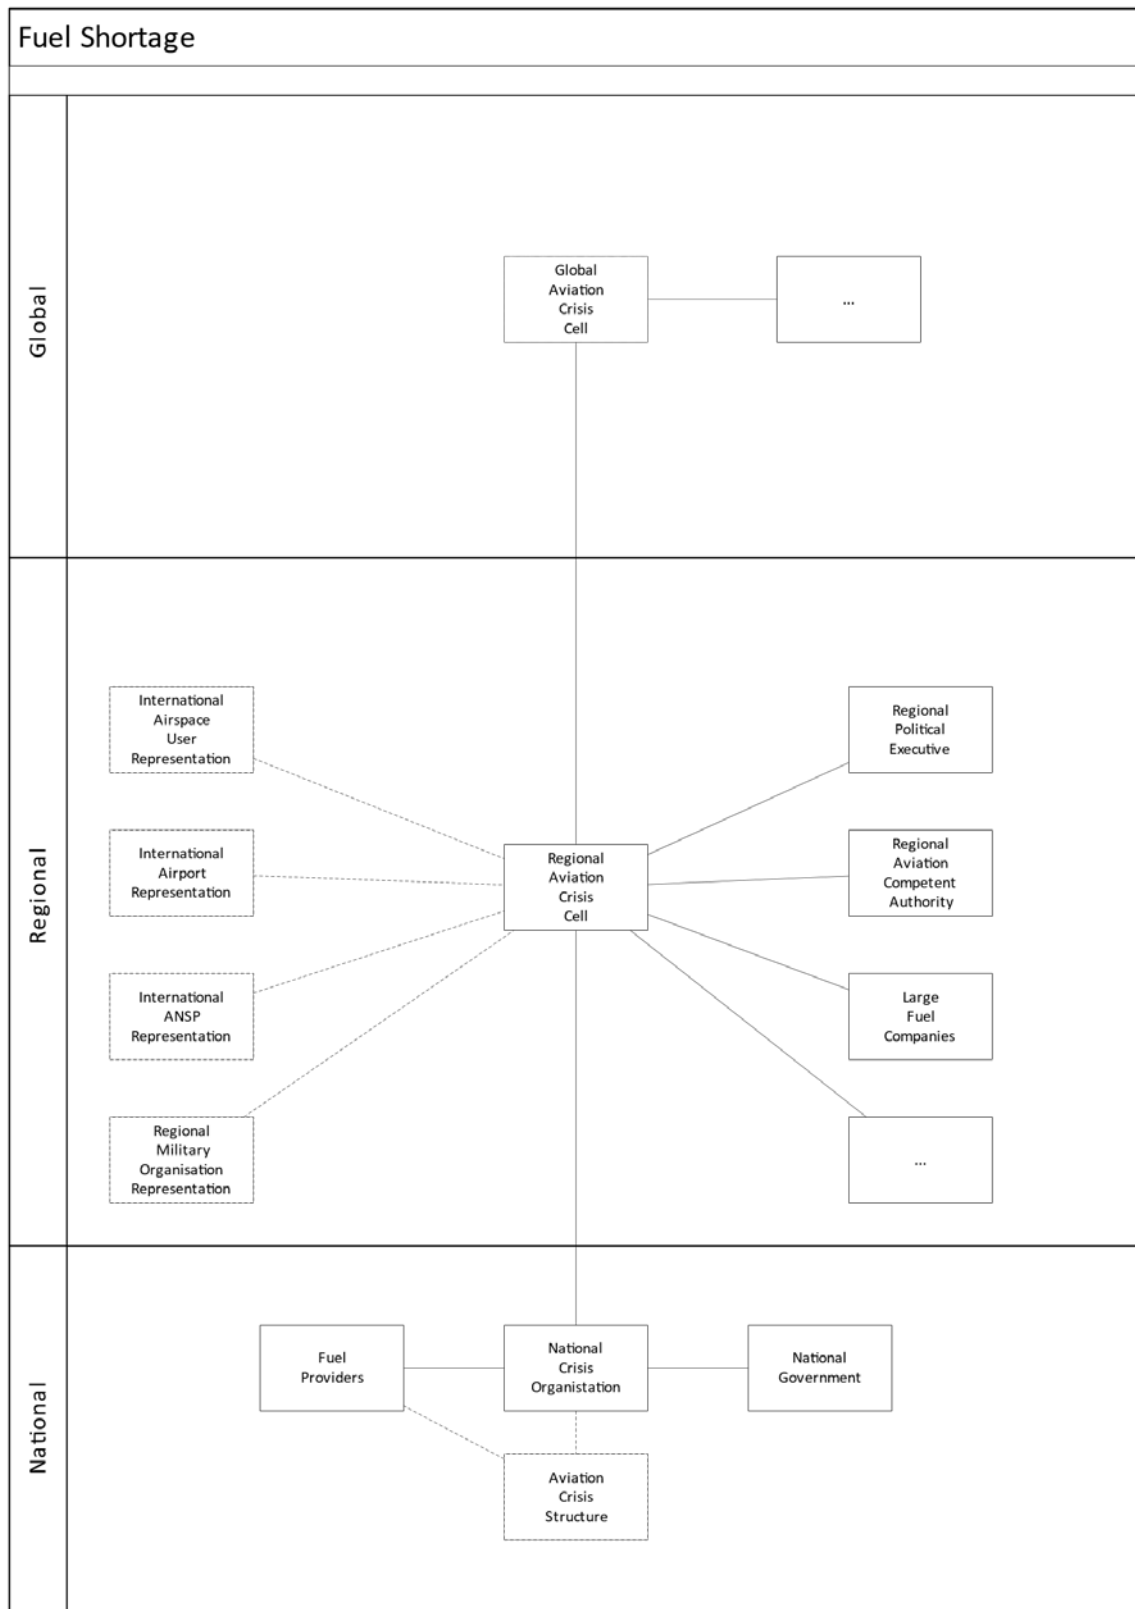 Fuel Shortage
Global
Global
Aviation
Crisis
Cell
...
Regional
International
Airspace
User
Representation
Regional
Political
Executive
International
Airport
Representation
Regional
Aviation
Crisis
Cell
Regional
Aviation
Competent
Authority
International
ANSP
Representation
Large
Fuel
Companies
Regional
Military
Organisation
Representation
...
National
Fuel
Providers
National
Crisis
Organistation
National
Government
Aviation
Crisis
Structure